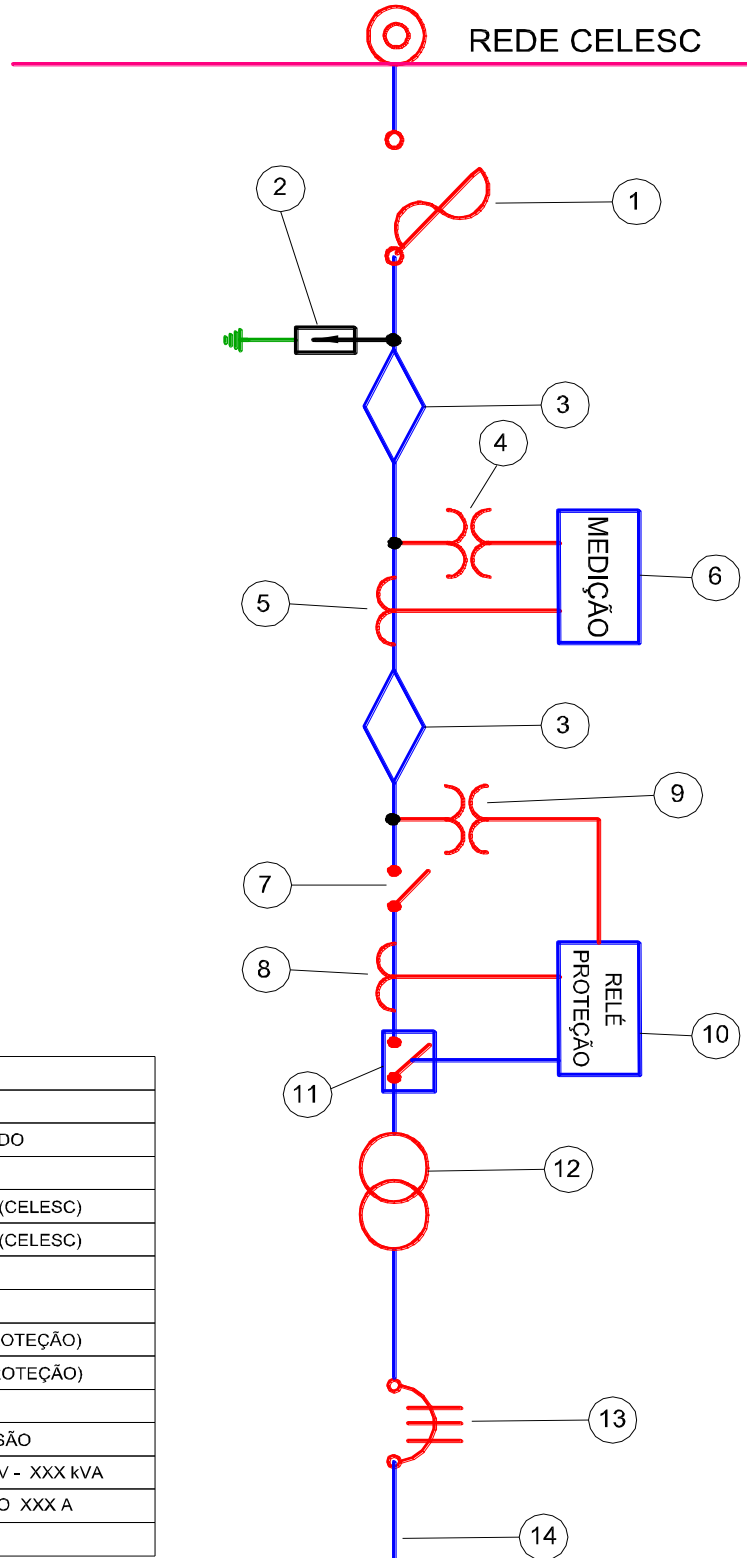 REDE CELESC
2
1
3
4
MEDIÇÃO
6
5
3
9
7
8
RELÉ
PROTEÇÃO
10
11
12
13
14
DO
(CELESC)
(CELESC)
OTEÇÃO)
OTEÇÃO)
SÃO
V - XXX kVA
O XXX A